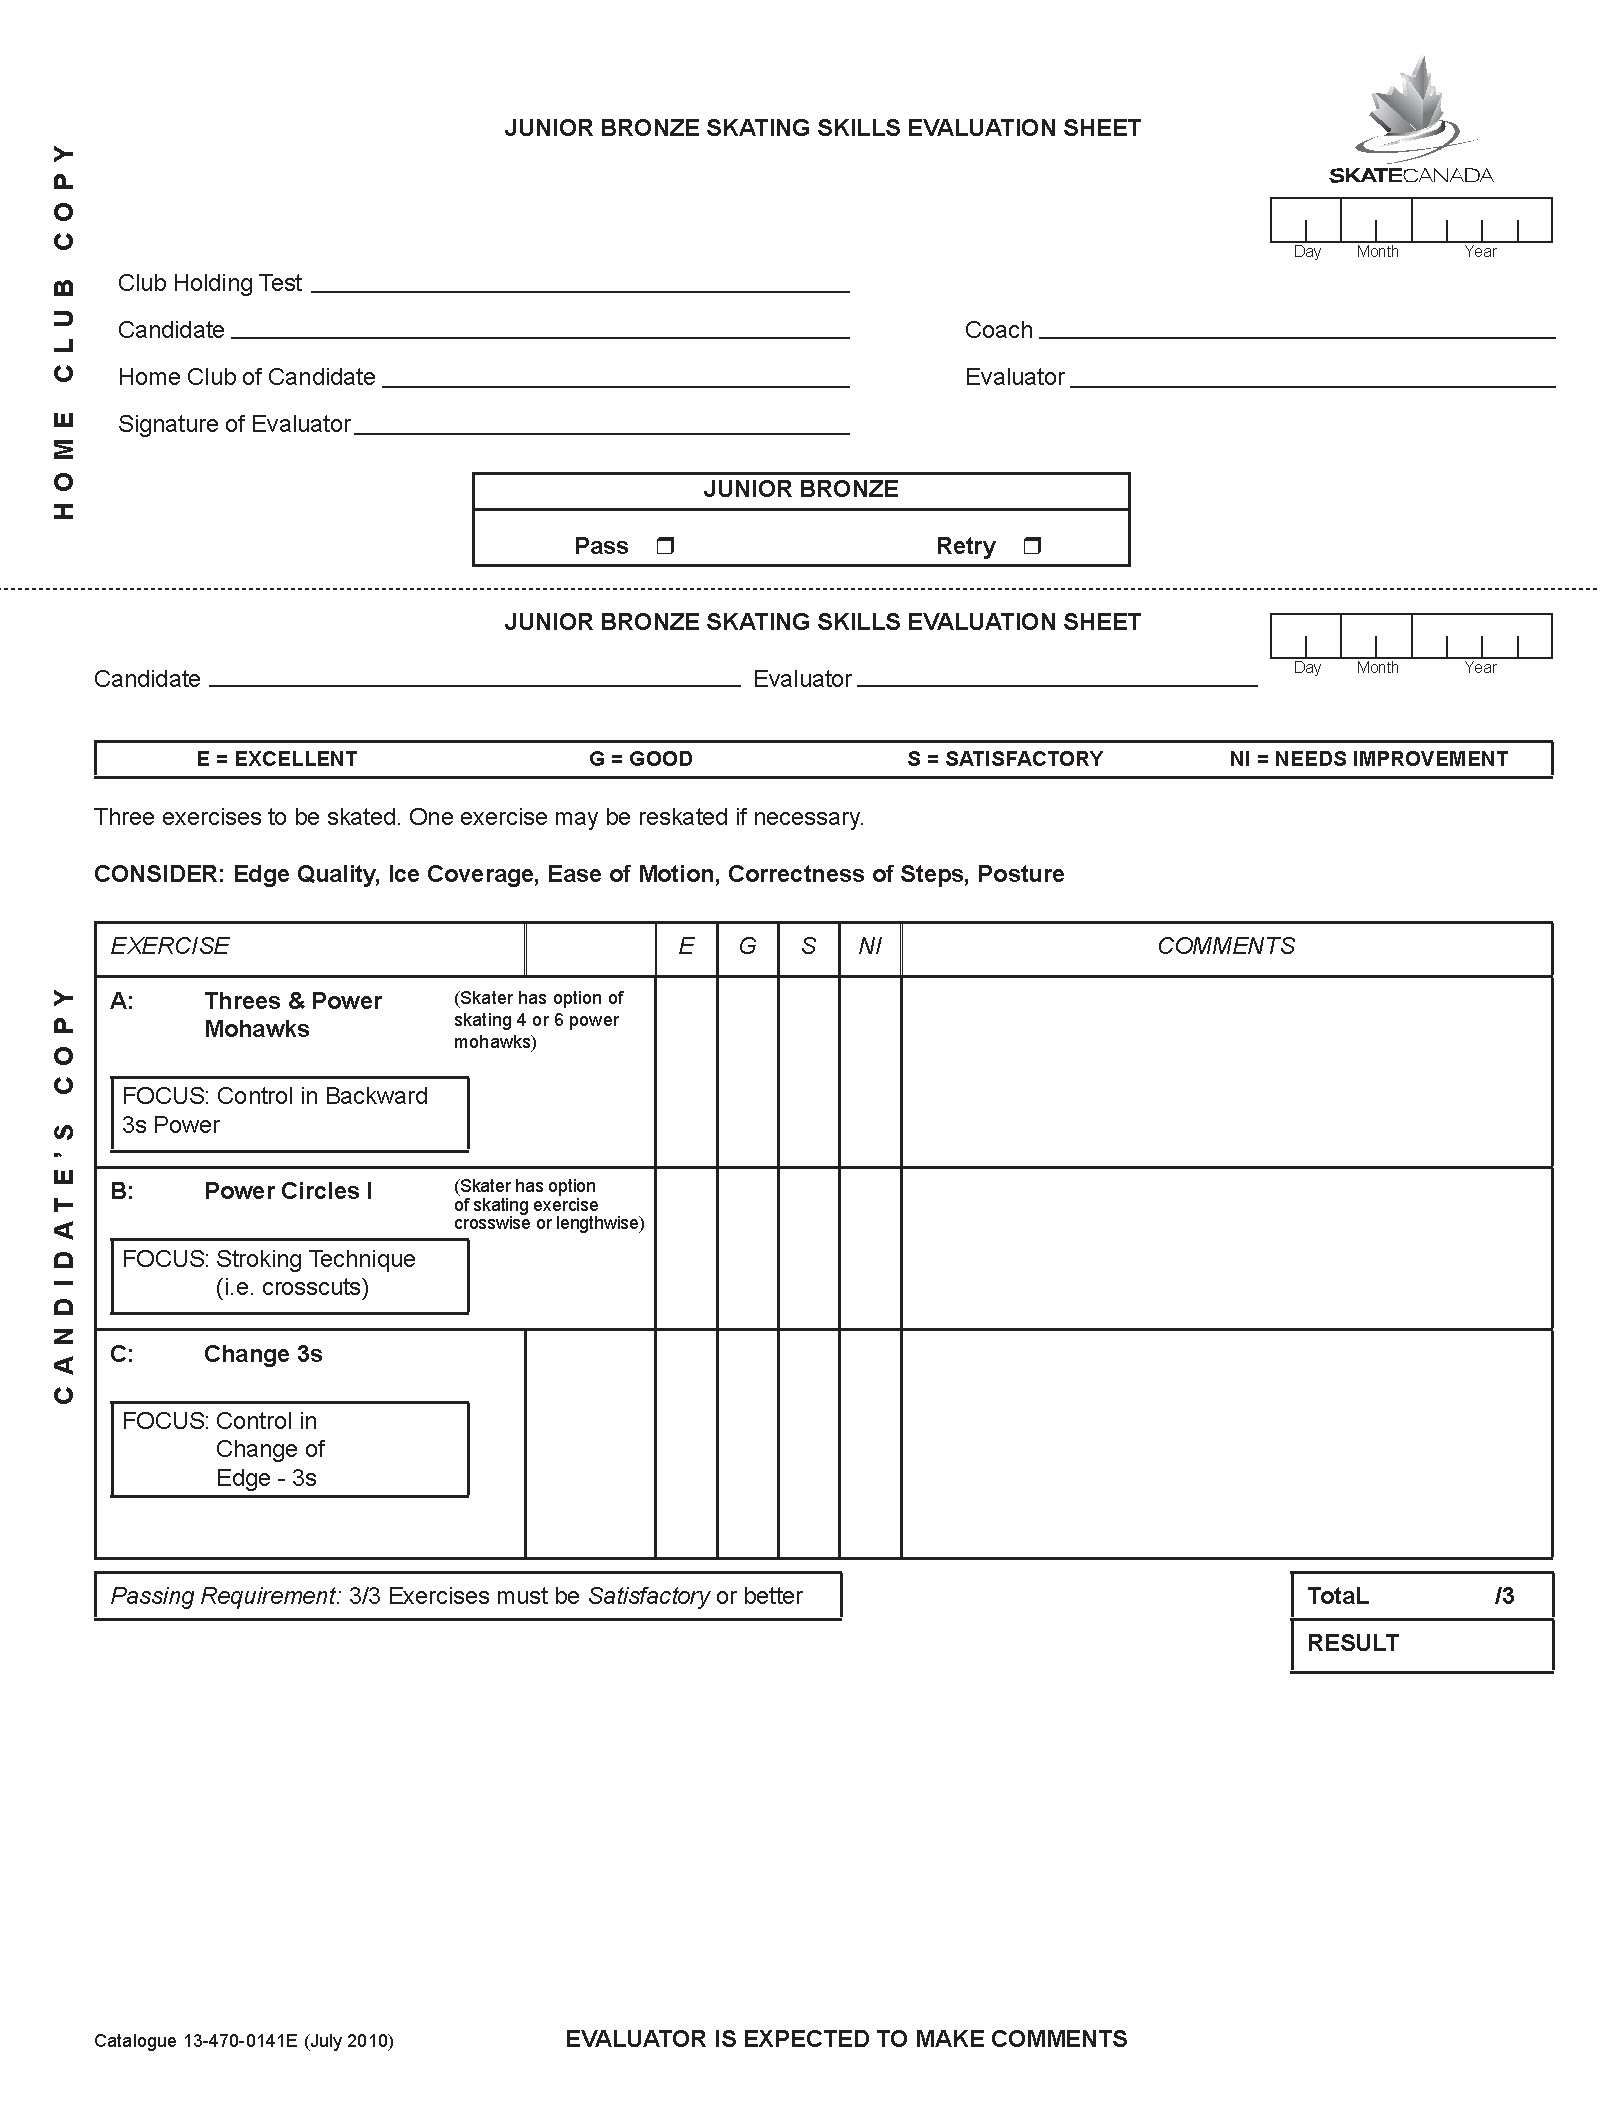 JUNIOR BRONZE SKATING SKILLS EVALUATION SHEET
SKATECANADA
Day Month Year
HOME CLUB COPY
Club Holding Test
Candidate Coach
Home Club of Candidate Evaluator
Signature of Evaluator
JUNIOR BRONZE
Pass ❒ Retry ❒
JUNIOR BRONZE SKATING SKILLS EVALUATION SHEET
Day Month Year
Candidate Evaluator
E = EXCELLENT G = GOOD S = SATISFACTORY NI = NEEDS IMPROVEMENT
Three exercises to be skated. One exercise may be reskated if necessary.
CONSIDER: Edge Quality, Ice Coverage, Ease of Motion, Correctness of Steps, Posture
CANDIDATE'S COPY
EXERCISE E G S NI COMMENTS
A: Threes & Power
Mohawks
(Skater has option of
skating 4 or 6 power
mohawks)
FOCUS: Control in Backward
3s Power
B: Power Circles I
(Skater has option
of skating exercise
crosswise or lengthwise)
FOCUS: Stroking Technique
(i.e. crosscuts)
C: Change 3s
FOCUS: Control in
Change of
Edge - 3s
Passing Requirement: 3/3 Exercises must be Satisfactory or better
TotaL /3
RESULT
Catalogue 13-470-0141E (July 2010) EVALUATOR IS EXPECTED TO MAKE COMMENTS